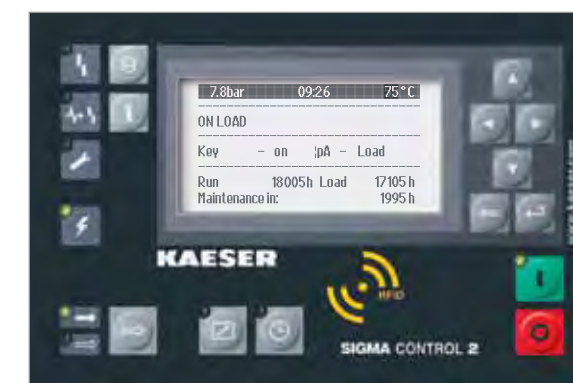 7.8bar 09:26 75°C
ON LOAD
Key - on ¦pA - Load
Run 18005h Load 17105h
Maintenance in: 1995h
KAESER
RFID
SIGMA CONTROL 2